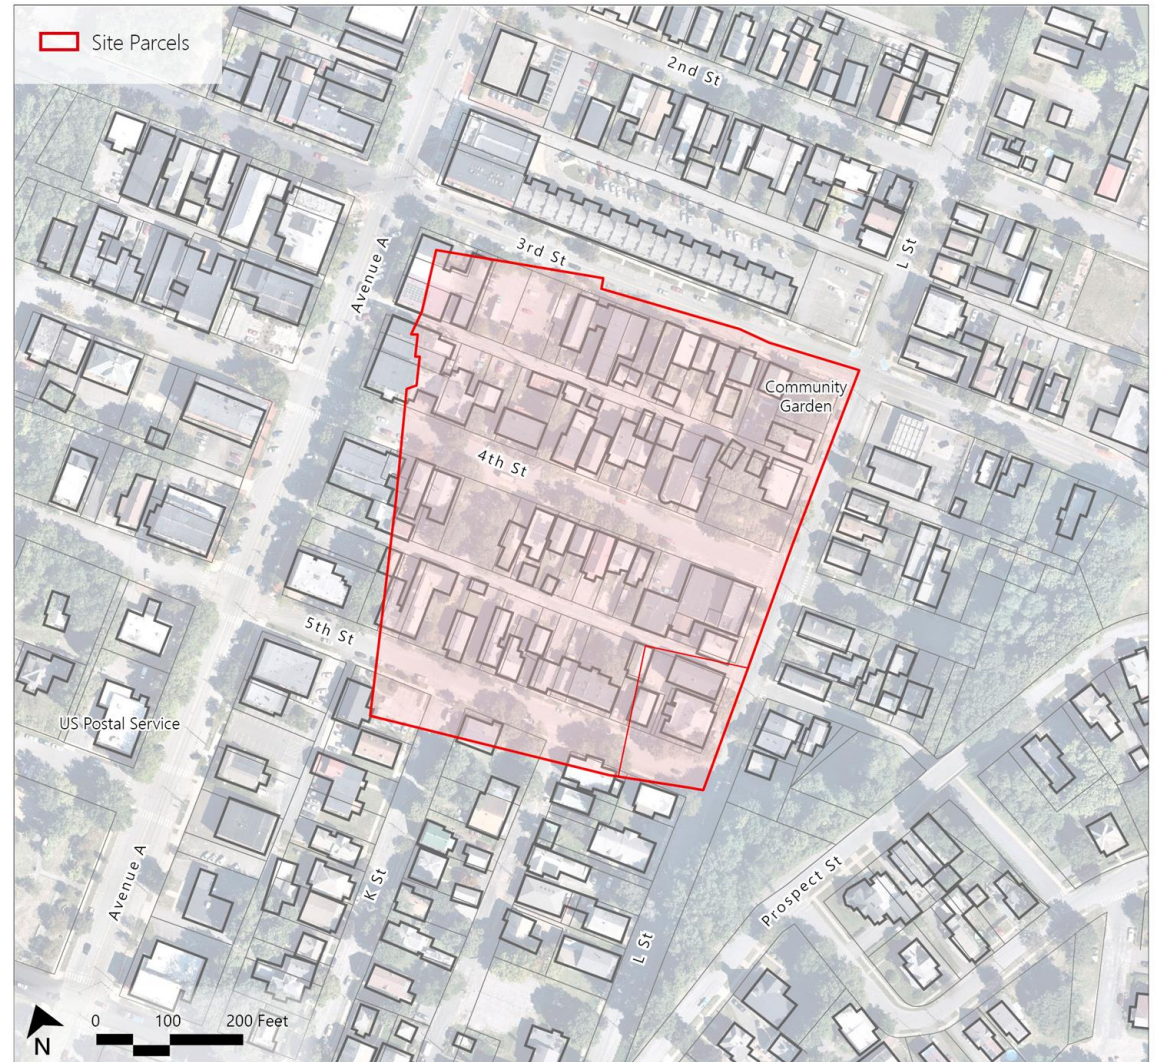 Site Parcels
2nd St
Avenue A
3rd St
L St
Community
Garden
4th St
5th St
US Postal Service
Avenue A
K St
L St
Prospect St
N
0 100 200 Feet